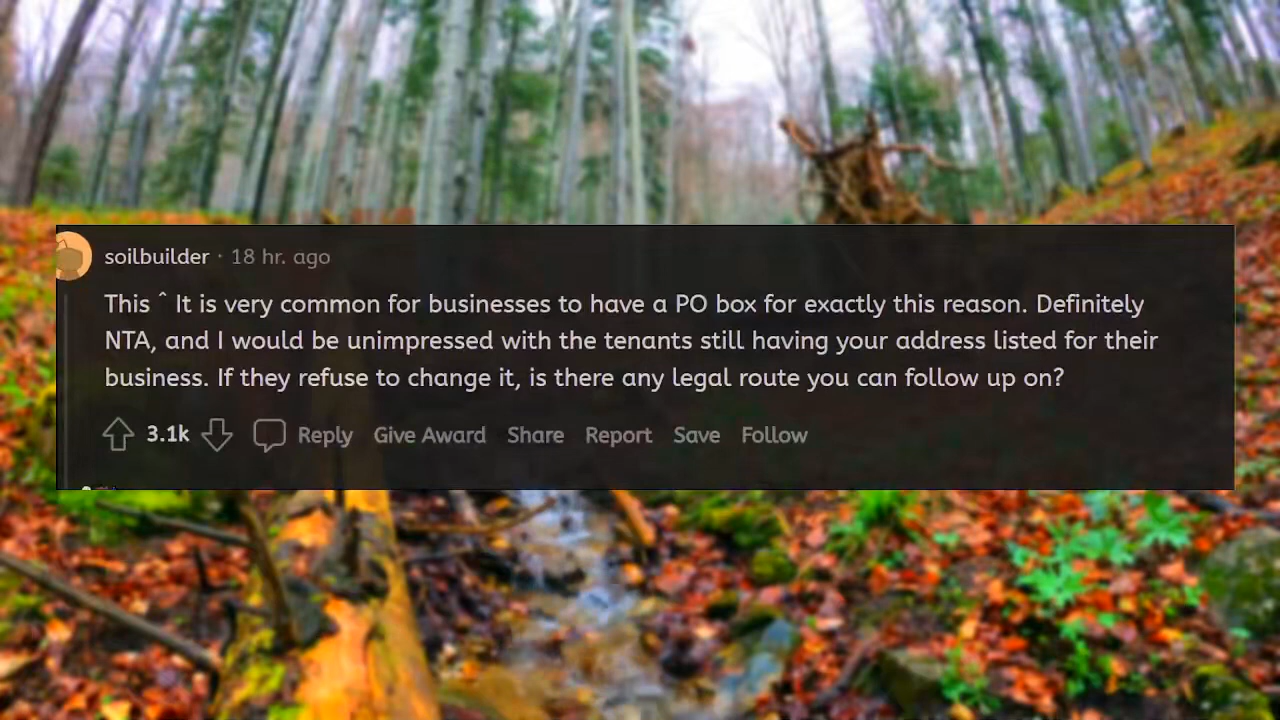 soilbuilder · 18 hr. ago
This ˆ It is very common for businesses to have a PO box for exactly this reason. Definitely
NTA, and I would be unimpressed with the tenants still having your address listed for their
business. If they refuse to change it, is there any legal route you can follow up on?
3.1k Reply Give Award Share Report Save Follow